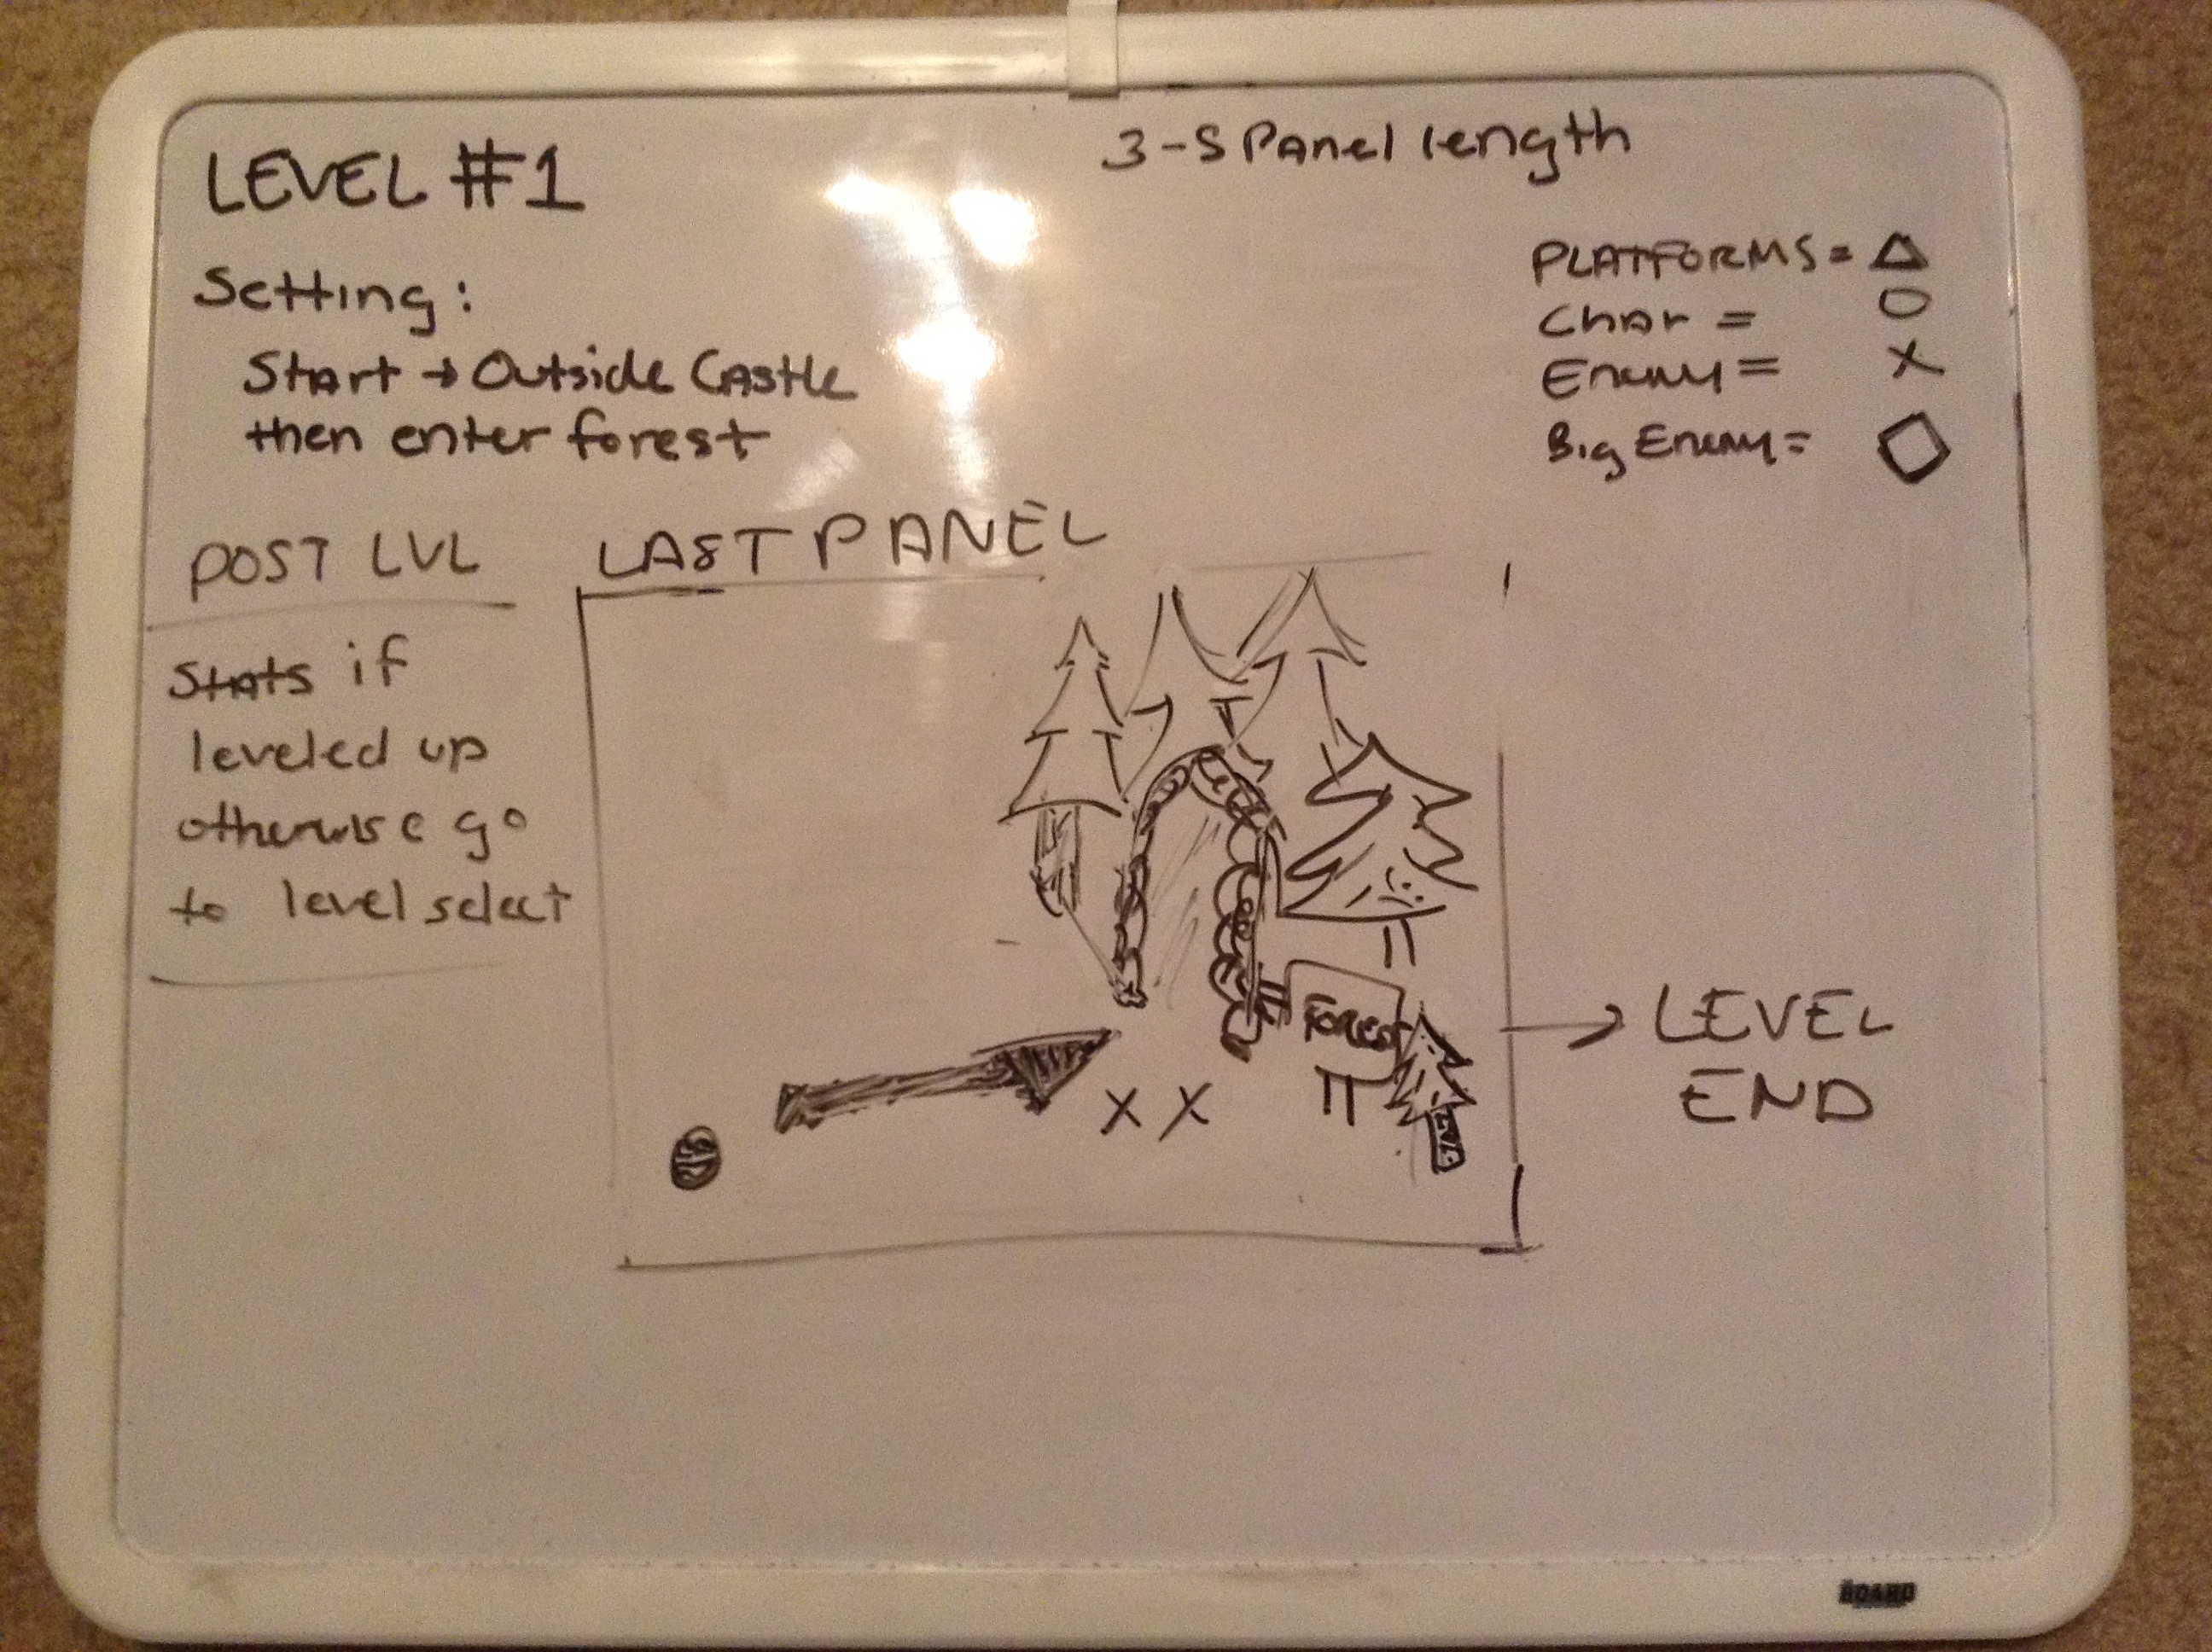 LEVEL #1
3-5 Panel length
Setting:
Start → Outside Castle
then enter forest
PLATFORMS = △
Char = O
Enemy = X
Big Enemy = ◇
POST LVL
Stats if
leveled up
otherwise go
to level select
LAST PANEL
FOREST
X X
→ LEVEL
END
BOARD